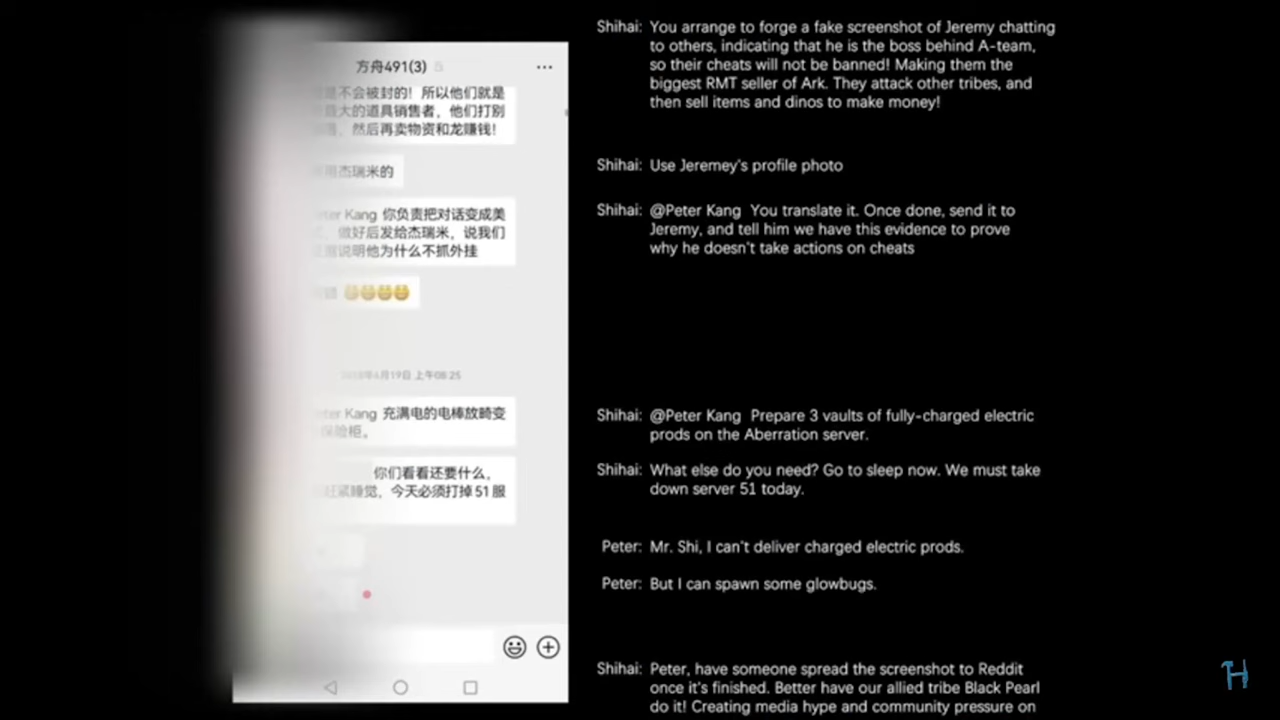 方舟491(3)
不会被封的！所以他们就是
大的道具销售者，他们打别
，然后再卖物资和龙赚钱！
杰瑞米的
Kang 你负责把对话变成美
，做好后发给杰瑞米，说我们
说明他为什么不抓外挂
6月19日 上午08:25
Kang 充满电的电棒放畸变
保险柜。
你们看看还要什么，
赶紧睡觉，今天必须打掉51服
Shihai: You arrange to forge a fake screenshot of Jeremy chatting
to others, indicating that he is the boss behind A-team,
so their cheats will not be banned! Making them the
biggest RMT seller of Ark. They attack other tribes, and
then sell items and dinos to make money!
Shihai: Use Jeremey's profile photo
Shihai: @Peter Kang You translate it. Once done, send it to
Jeremy, and tell him we have this evidence to prove
why he doesn't take actions on cheats
Shihai: @Peter Kang Prepare 3 vaults of fully-charged electric
prods on the Aberration server.
Shihai: What else do you need? Go to sleep now. We must take
down server 51 today.
Peter: Mr. Shi, I can't deliver charged electric prods.
Peter: But I can spawn some glowbugs.
Shihai: Peter, have someone spread the screenshot to Reddit
once it's finished. Better have our allied tribe Black Pearl
do it! Creating media hype and community pressure on